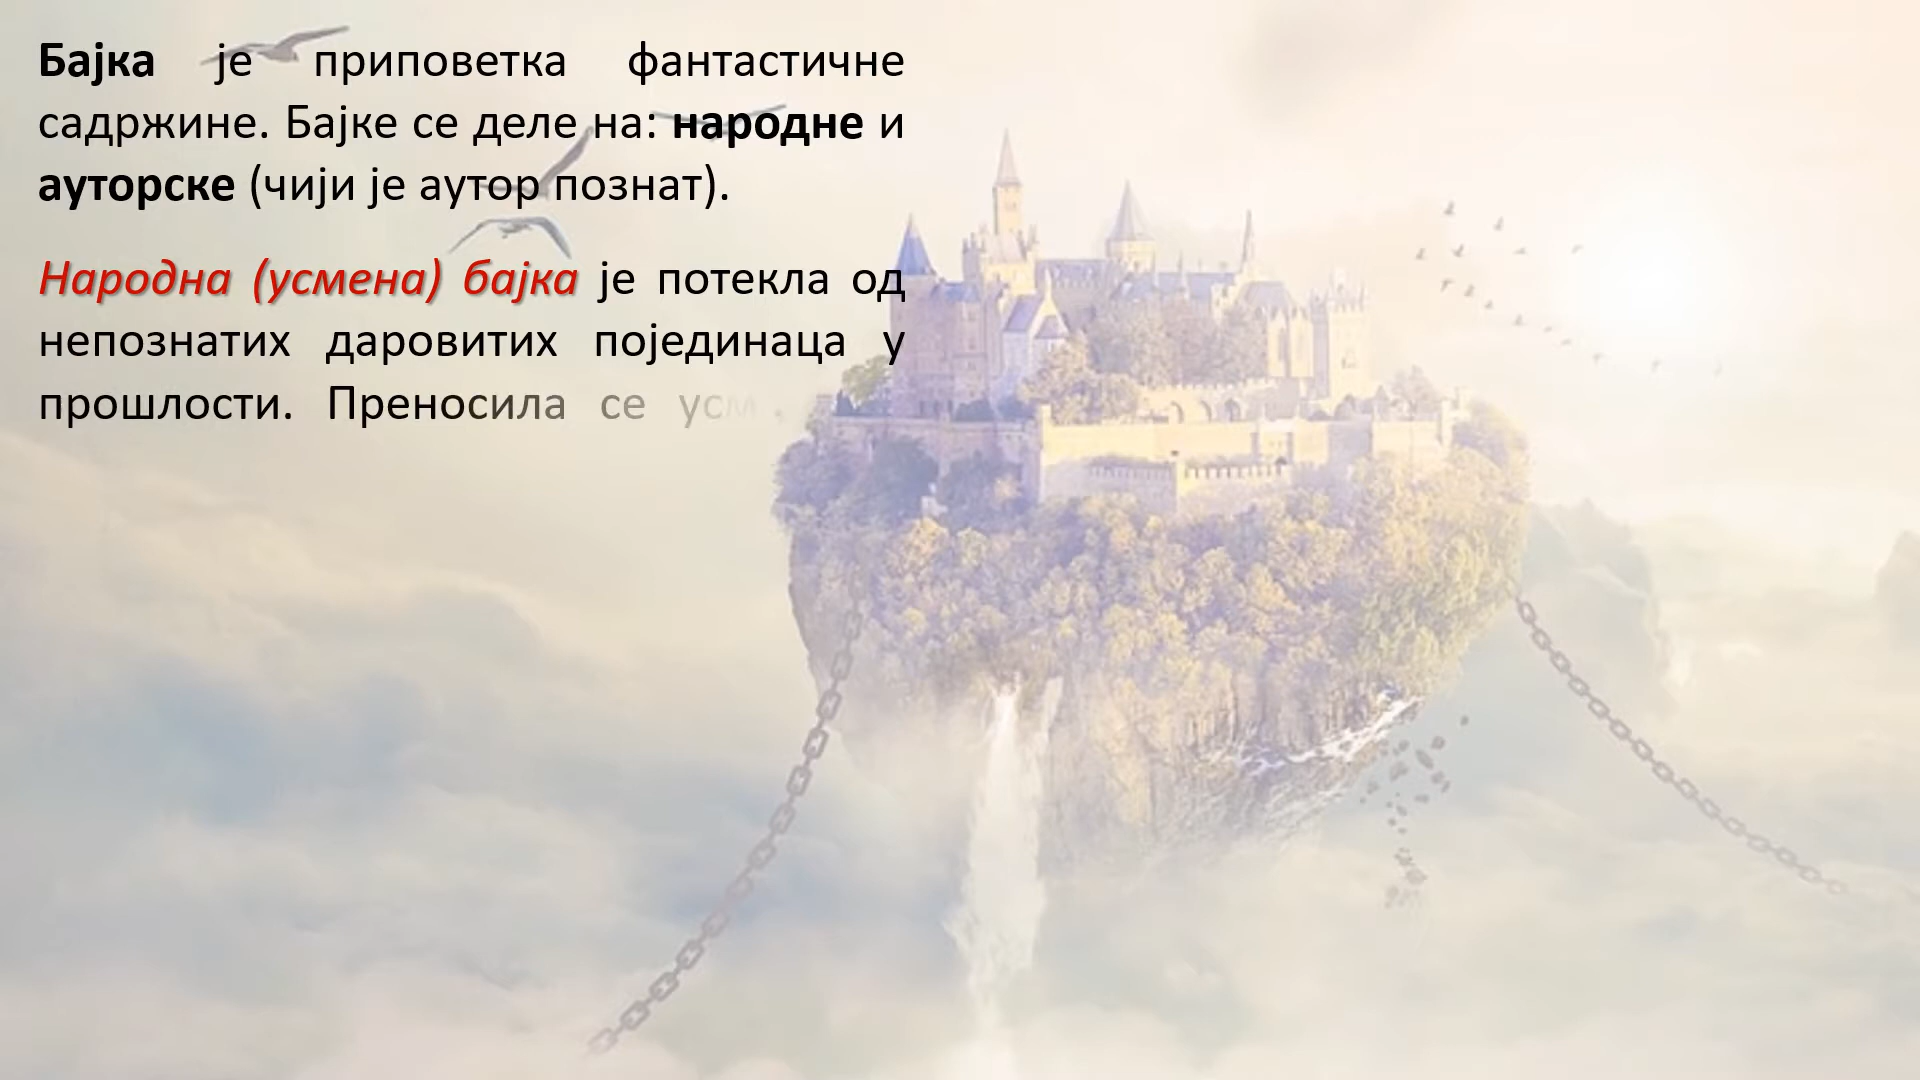 Бајка је приповетка фантастичне
садржине. Бајке се деле на: народне и
ауторске (чији је аутор познат).
Народна (усмена) бајка је потекла од
непознатих даровитих појединаца у
прошлости. Преносила се